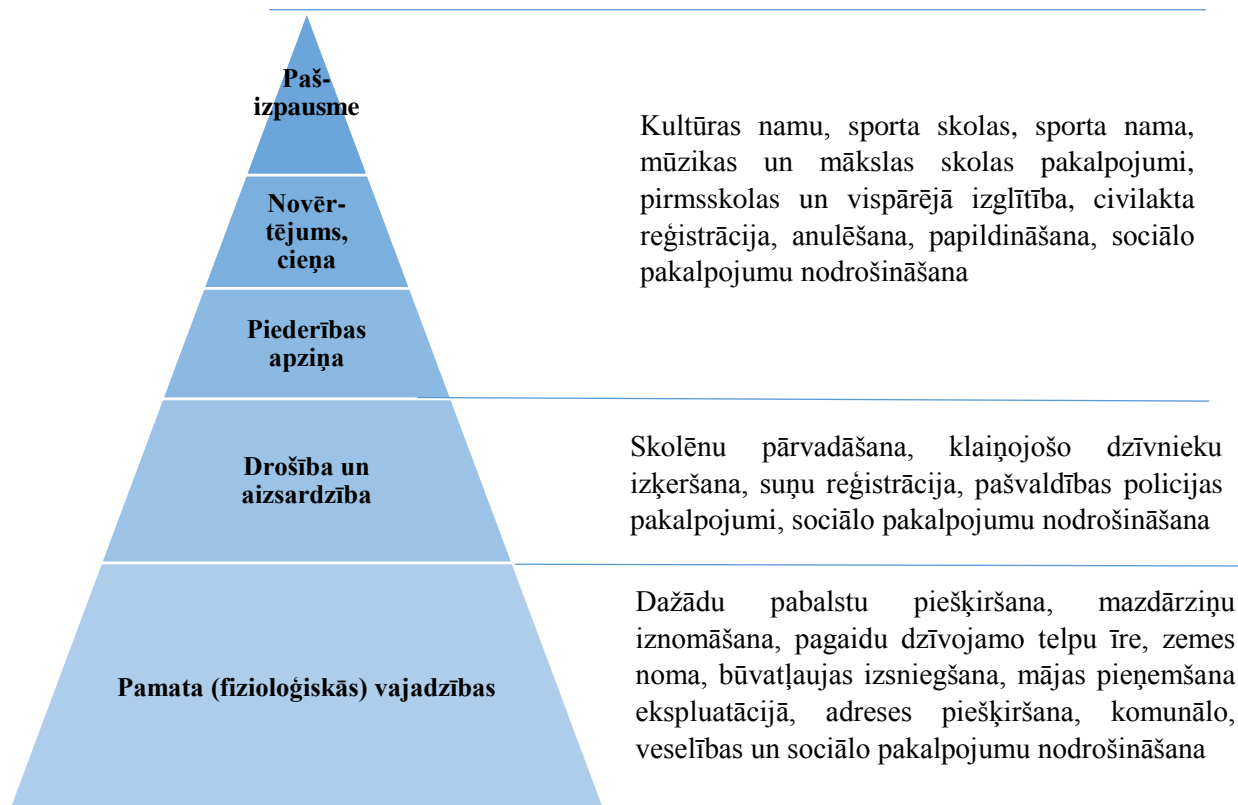 Paš-
izpausme
Novēr-
tējums,
cieņa
Piederības
apziņa
Kultūras namu, sporta skolas, sporta nama,
mūzikas un mākslas skolas pakalpojumi,
pirmsskolas un vispārējā izglītība, civilakta
reģistrācija, anulēšana, papildināšana, sociālo
pakalpojumu nodrošināšana
Drošība un
aizsardzība
Skolēnu pārvadāšana, klaiņojošo dzīvnieku
izķeršana, suņu reģistrācija, pašvaldības policijas
pakalpojumi, sociālo pakalpojumu nodrošināšana
Pamata (fizioloģiskās) vajadzības
Dažādu pabalstu piešķiršana, mazdārziņu
iznomāšana, pagaidu dzīvojamo telpu īre, zemes
noma, būvatļaujas izsniegšana, mājas pieņemšana
ekspluatācijā, adreses piešķiršana, komunālo,
veselības un sociālo pakalpojumu nodrošināšana